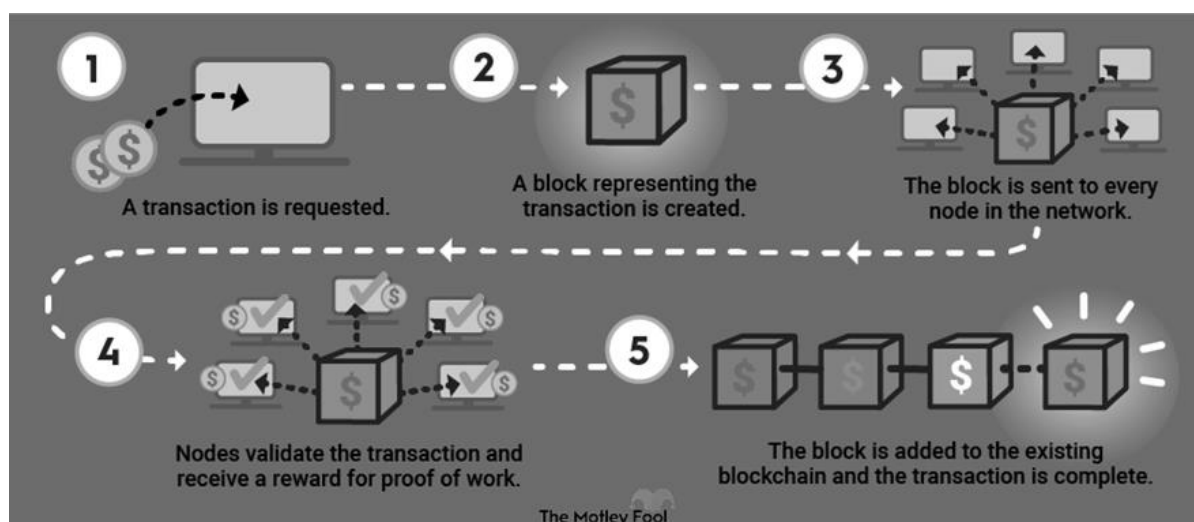 1
2
3
$
$
$
$
A transaction is requested.
A block representing the
transaction is created.
The block is sent to every
node in the network.
4
5
$
$
$
$
$
$
$
$
$
$
Nodes validate the transaction and
receive a reward for proof of work.
The block is added to the existing
blockchain and the transaction is complete.
The Motley Fool